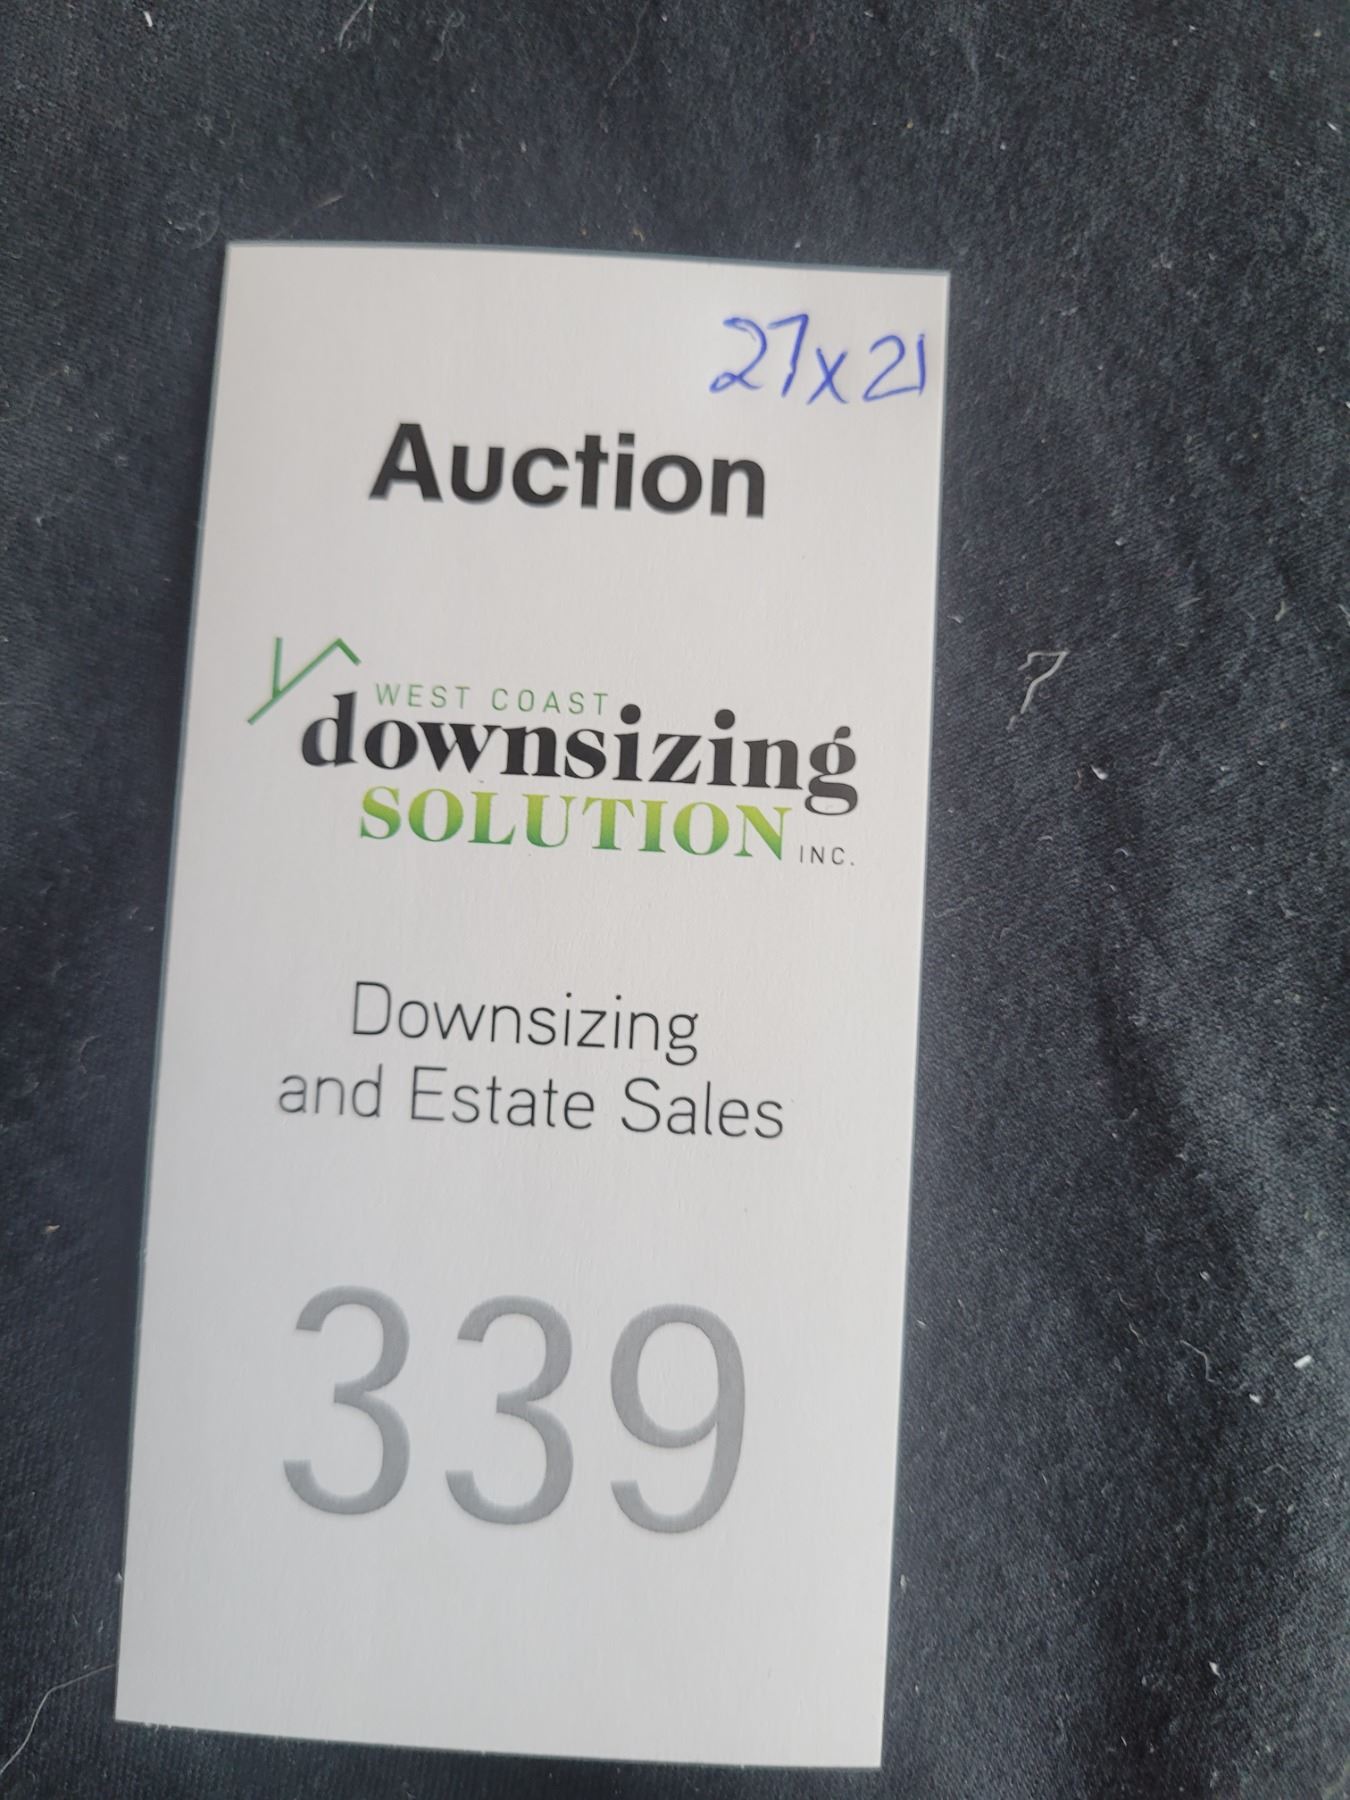 27x21
Auction
WEST COAST
downsizing
SOLUTION INC.
Downsizing
and Estate Sales
339